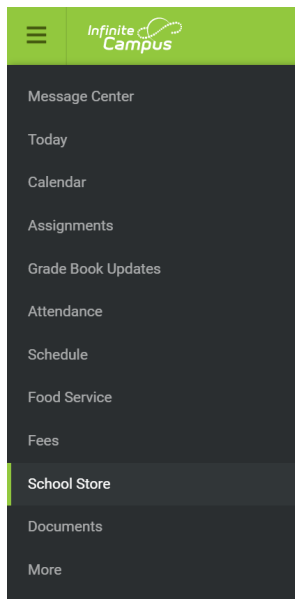 Infinite
Campus
Message Center
Today
Calendar
Assignments
Grade Book Updates
Attendance
Schedule
Food Service
Fees
School Store
Documents
More